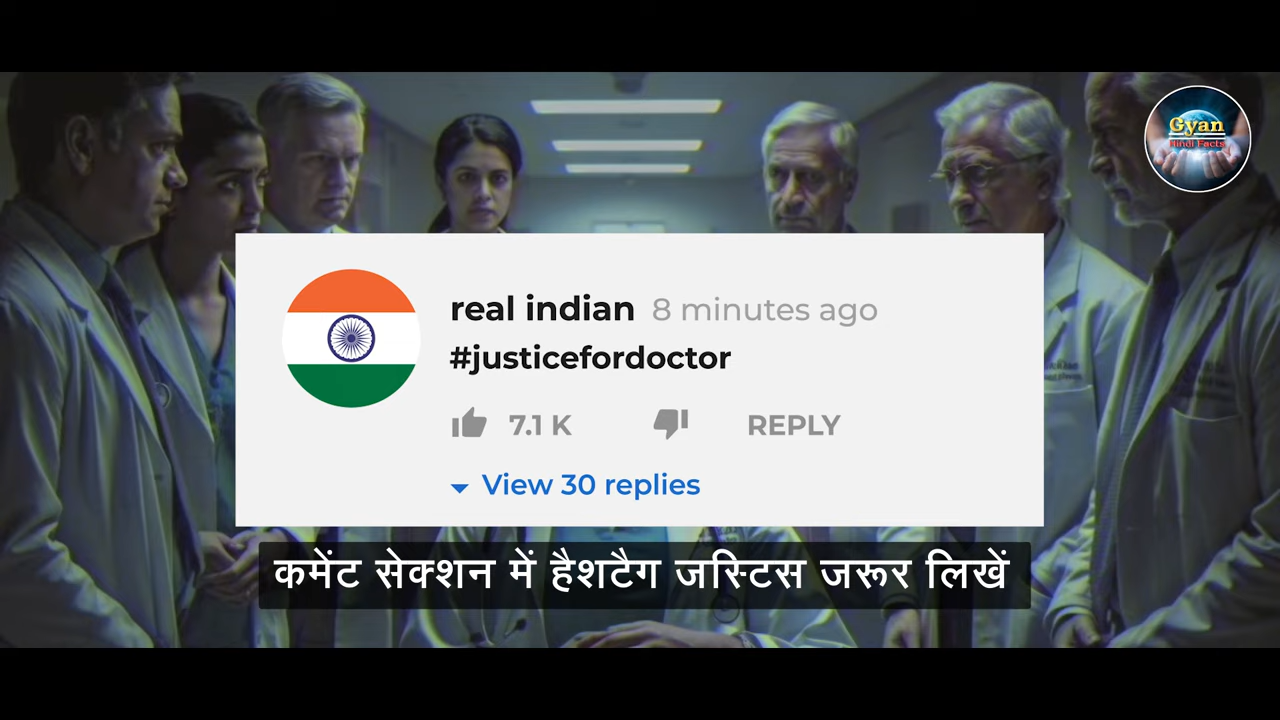 Gyan
Hindi Facts
real indian 8 minutes ago
#justicefordoctor
7.1 K REPLY
View 30 replies
कमेंट सेक्शन में हैशटैग जस्टिस जरूर लिखें